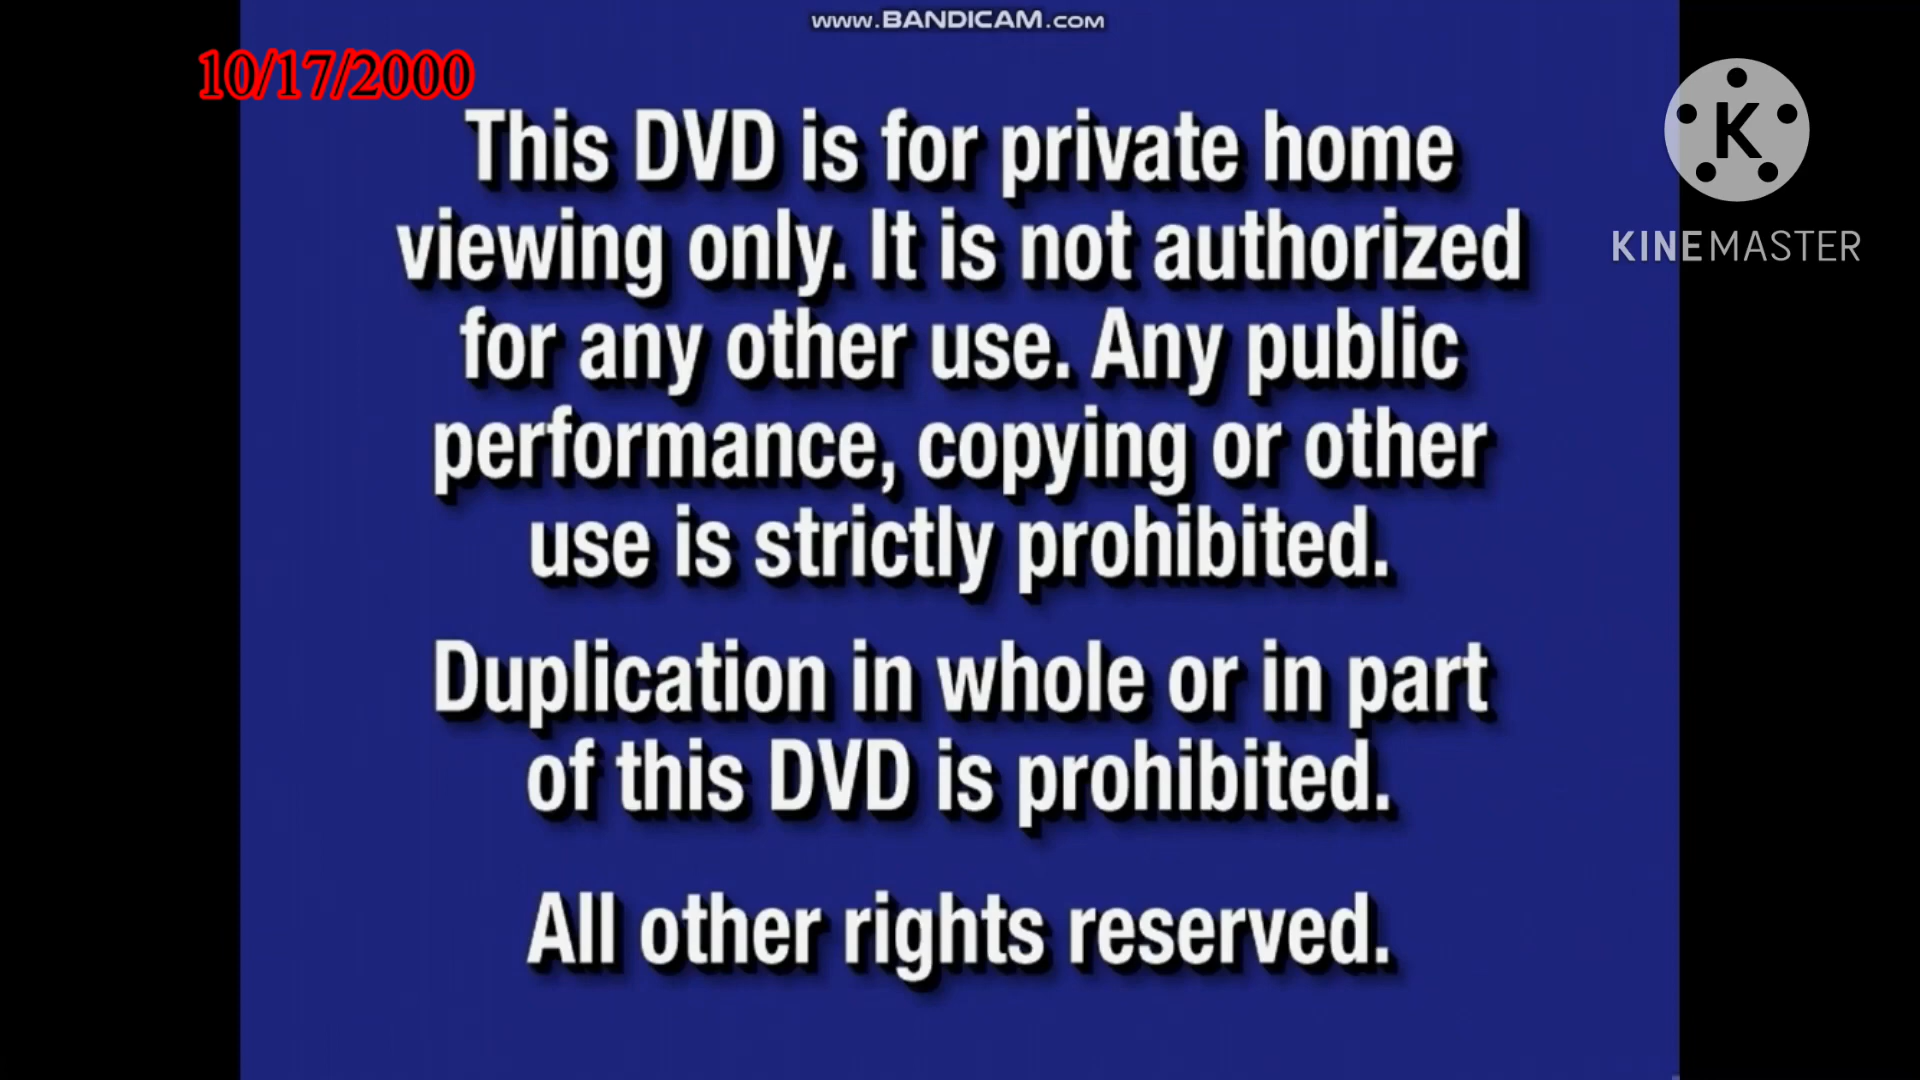 www.BANDICAM.com
10/17/2000
This DVD is for private home
viewing only. It is not authorized
for any other use. Any public
performance, copying or other
use is strictly prohibited.
Duplication in whole or in part
of this DVD is prohibited.
All other rights reserved.
K
KINEMASTER